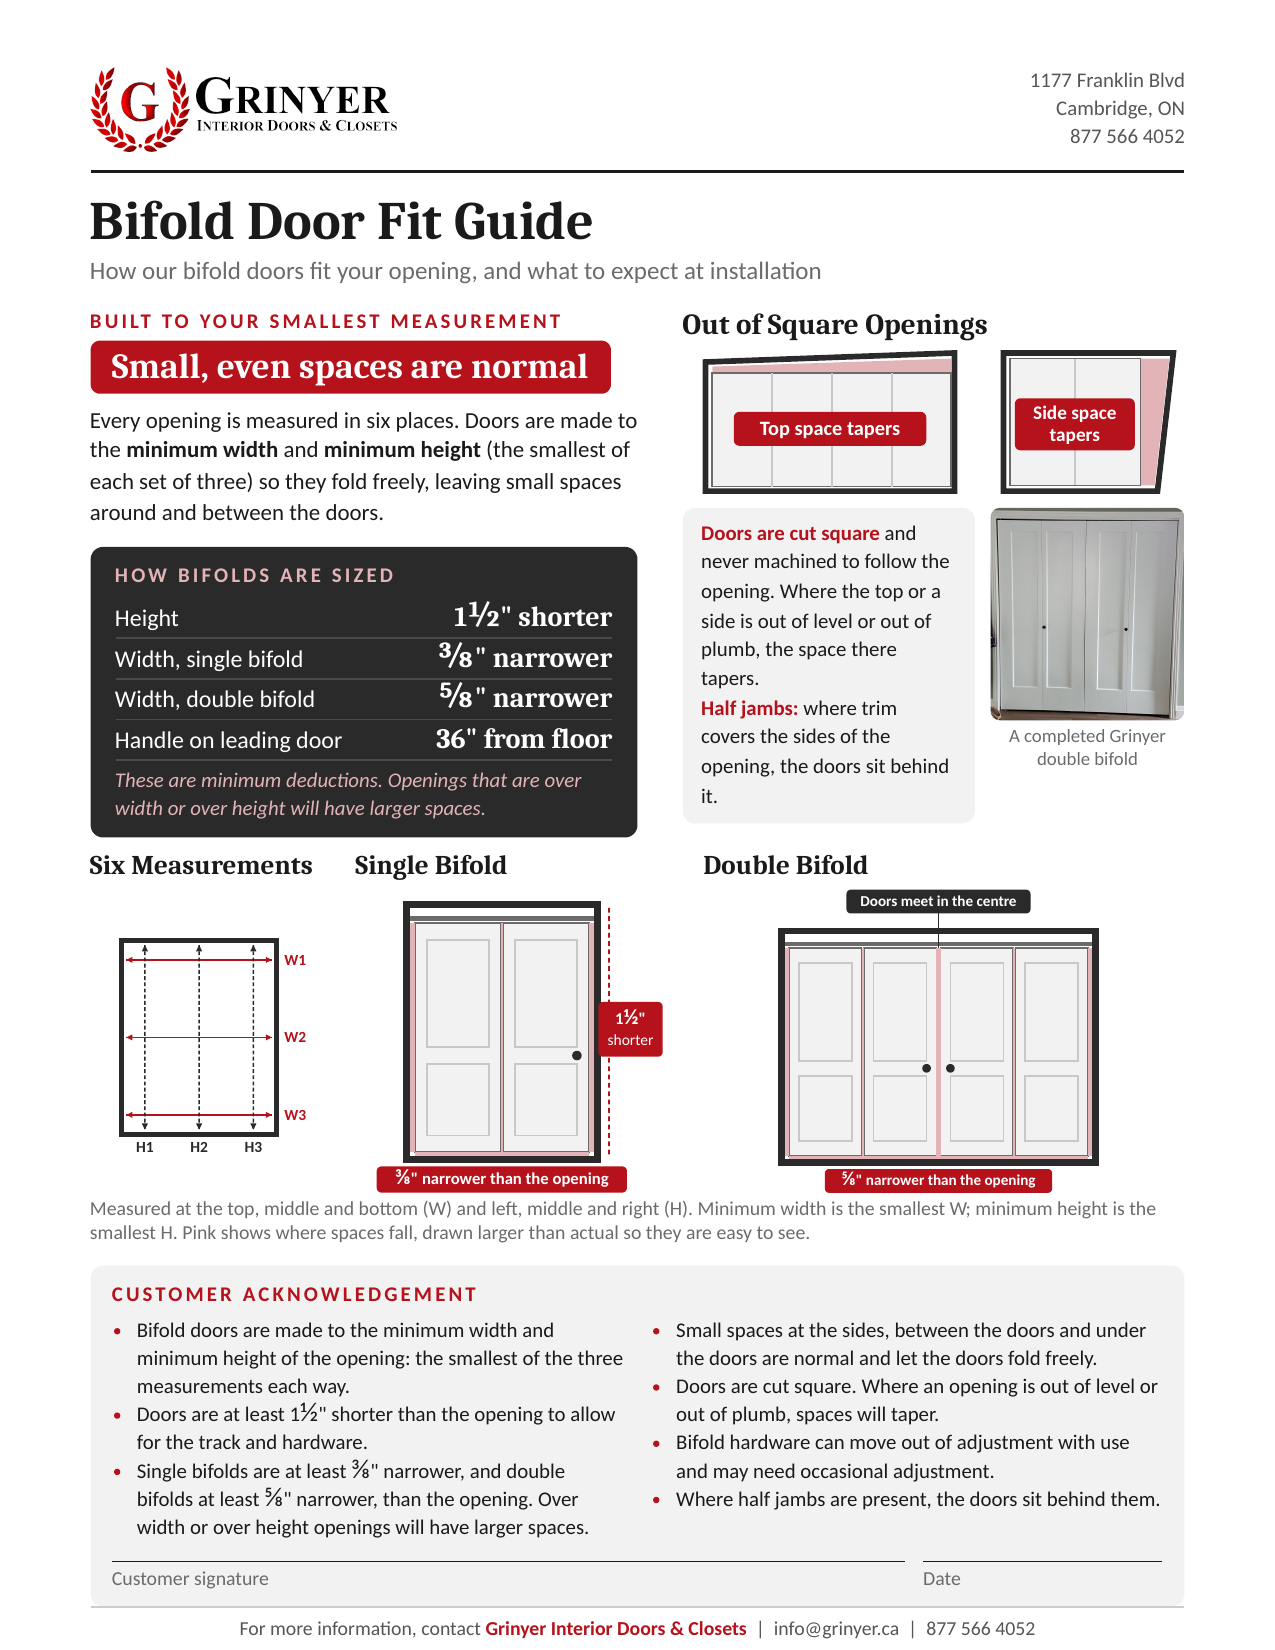 G
GRINYER
INTERIOR DOORS & CLOSETS
1177 Franklin Blvd
Cambridge, ON
877 566 4052
Bifold Door Fit Guide
How our bifold doors fit your opening, and what to expect at installation
BUILT TO YOUR SMALLEST MEASUREMENT
Small, even spaces are normal
Every opening is measured in six places. Doors are made to
the minimum width and minimum height (the smallest of
each set of three) so they fold freely, leaving small spaces
around and between the doors.
HOW BIFOLDS ARE SIZED
Height 1½" shorter
Width, single bifold ⅜" narrower
Width, double bifold ⅝" narrower
Handle on leading door 36" from floor
These are minimum deductions. Openings that are over
width or over height will have larger spaces.
Out of Square Openings
Top space tapers
Side space
tapers
Doors are cut square and
never machined to follow the
opening. Where the top or a
side is out of level or out of
plumb, the space there
tapers.
Half jambs: where trim
covers the sides of the
opening, the doors sit behind
it.
A completed Grinyer
double bifold
Six Measurements
W1
W2
W3
H1 H2 H3
Single Bifold
1½"
shorter
⅜" narrower than the opening
Double Bifold
Doors meet in the centre
⅝" narrower than the opening
Measured at the top, middle and bottom (W) and left, middle and right (H). Minimum width is the smallest W; minimum height is the
smallest H. Pink shows where spaces fall, drawn larger than actual so they are easy to see.
CUSTOMER ACKNOWLEDGEMENT
• Bifold doors are made to the minimum width and
minimum height of the opening: the smallest of the three
measurements each way.
• Doors are at least 1½" shorter than the opening to allow
for the track and hardware.
• Single bifolds are at least ⅜" narrower, and double
bifolds at least ⅝" narrower, than the opening. Over
width or over height openings will have larger spaces.
• Small spaces at the sides, between the doors and under
the doors are normal and let the doors fold freely.
• Doors are cut square. Where an opening is out of level or
out of plumb, spaces will taper.
• Bifold hardware can move out of adjustment with use
and may need occasional adjustment.
• Where half jambs are present, the doors sit behind them.
Customer signature
Date
For more information, contact Grinyer Interior Doors & Closets | info@grinyer.ca | 877 566 4052